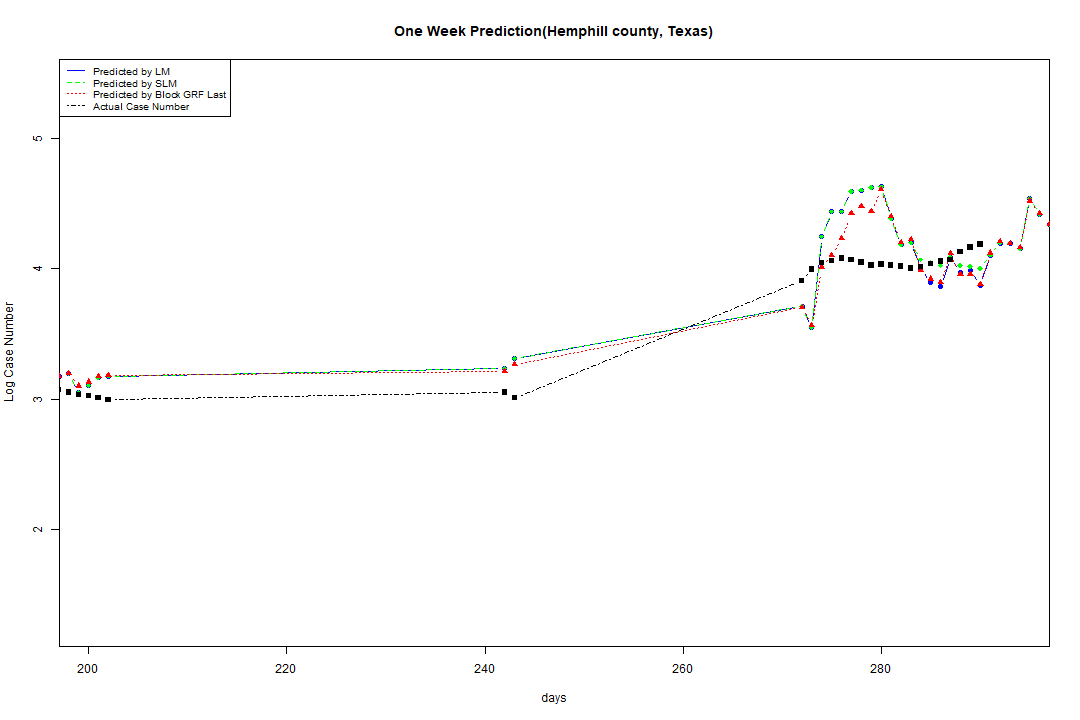 One Week Prediction(Hemphill county, Texas)
Predicted by LM
Predicted by SLM
Predicted by Block GRF Last
Actual Case Number
5
4
3
2
Log Case Number
200 220 240 260 280
days